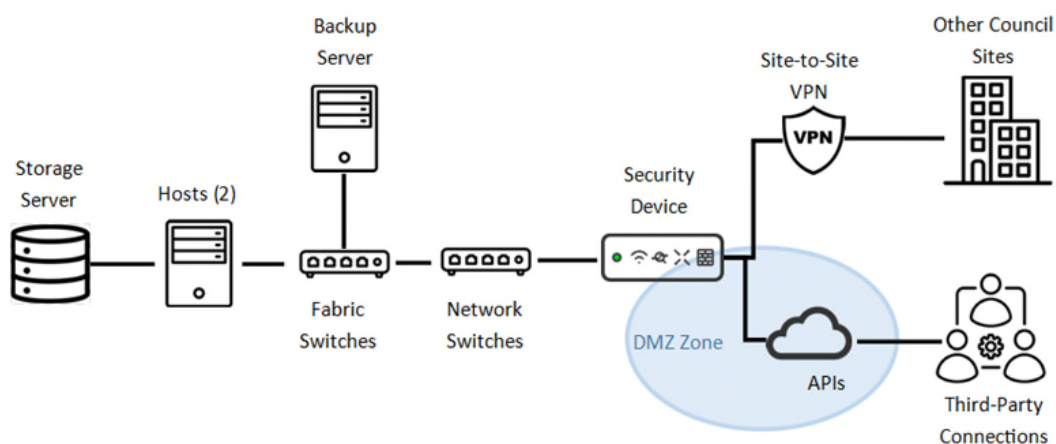 Backup
Server
Other Council
Sites
Site-to-Site
VPN
VPN
Storage
Server
Hosts (2)
Security
Device
Fabric
Switches
Network
Switches
DMZ Zone
APIs
Third-Party
Connections